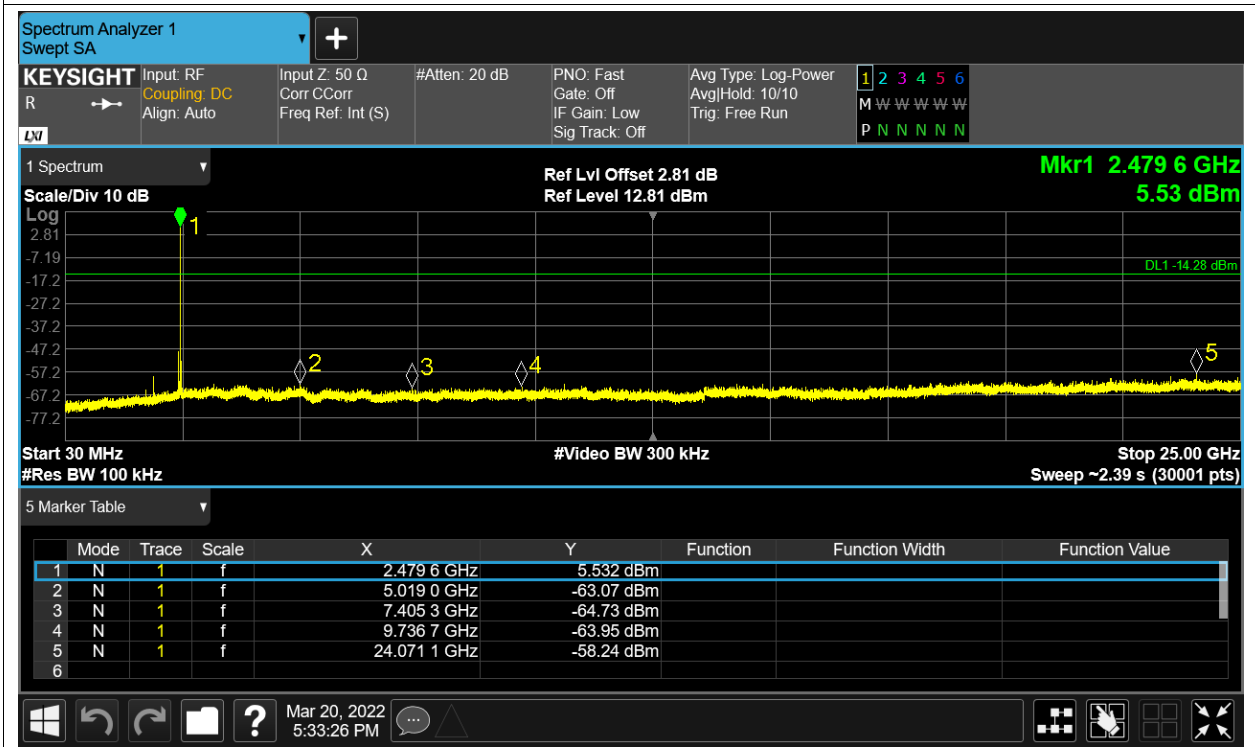 Spectrum Analyzer 1
Swept SA
KEYSIGHT Input: RF Input Z: 50 Ω #Atten: 20 dB PNO: Fast Avg Type: Log-Power 1 2 3 4 5 6
R Coupling: DC Corr CCorr Gate: Off Avg|Hold: 10/10 M W W W W W
Align: Auto Freq Ref: Int (S) IF Gain: Low Trig: Free Run
LXI Sig Track: Off P N N N N N
1 Spectrum Ref Lvl Offset 2.81 dB Mkr1 2.479 6 GHz
Scale/Div 10 dB Ref Level 12.81 dBm 5.53 dBm
Log
1
2.81
-7.19
DL1 -14.28 dBm
-17.2
-27.2
-37.2
-47.2
2 3 4 5
-57.2
-67.2
-77.2
Start 30 MHz #Video BW 300 kHz Stop 25.00 GHz
#Res BW 100 kHz Sweep ~2.39 s (30001 pts)
5 Marker Table
Mode Trace Scale X Y Function Function Width Function Value
1 N 1 f 2.479 6 GHz 5.532 dBm
2 N 1 f 5.019 0 GHz -63.07 dBm
3 N 1 f 7.405 3 GHz -64.73 dBm
4 N 1 f 9.736 7 GHz -63.95 dBm
5 N 1 f 24.071 1 GHz -58.24 dBm
6
? Mar 20, 2022
5:33:26 PM